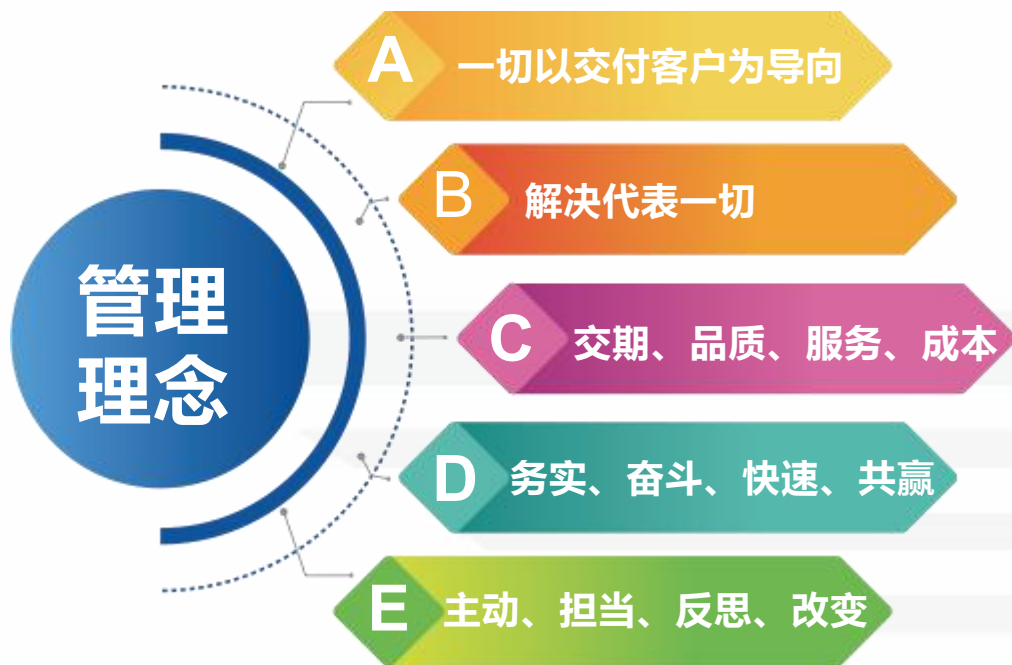 A
一切以交付客户为导向
B
解决代表一切
管理
理念
C
交期、品质、服务、成本
D
务实、奋斗、快速、共赢
E
主动、担当、反思、改变